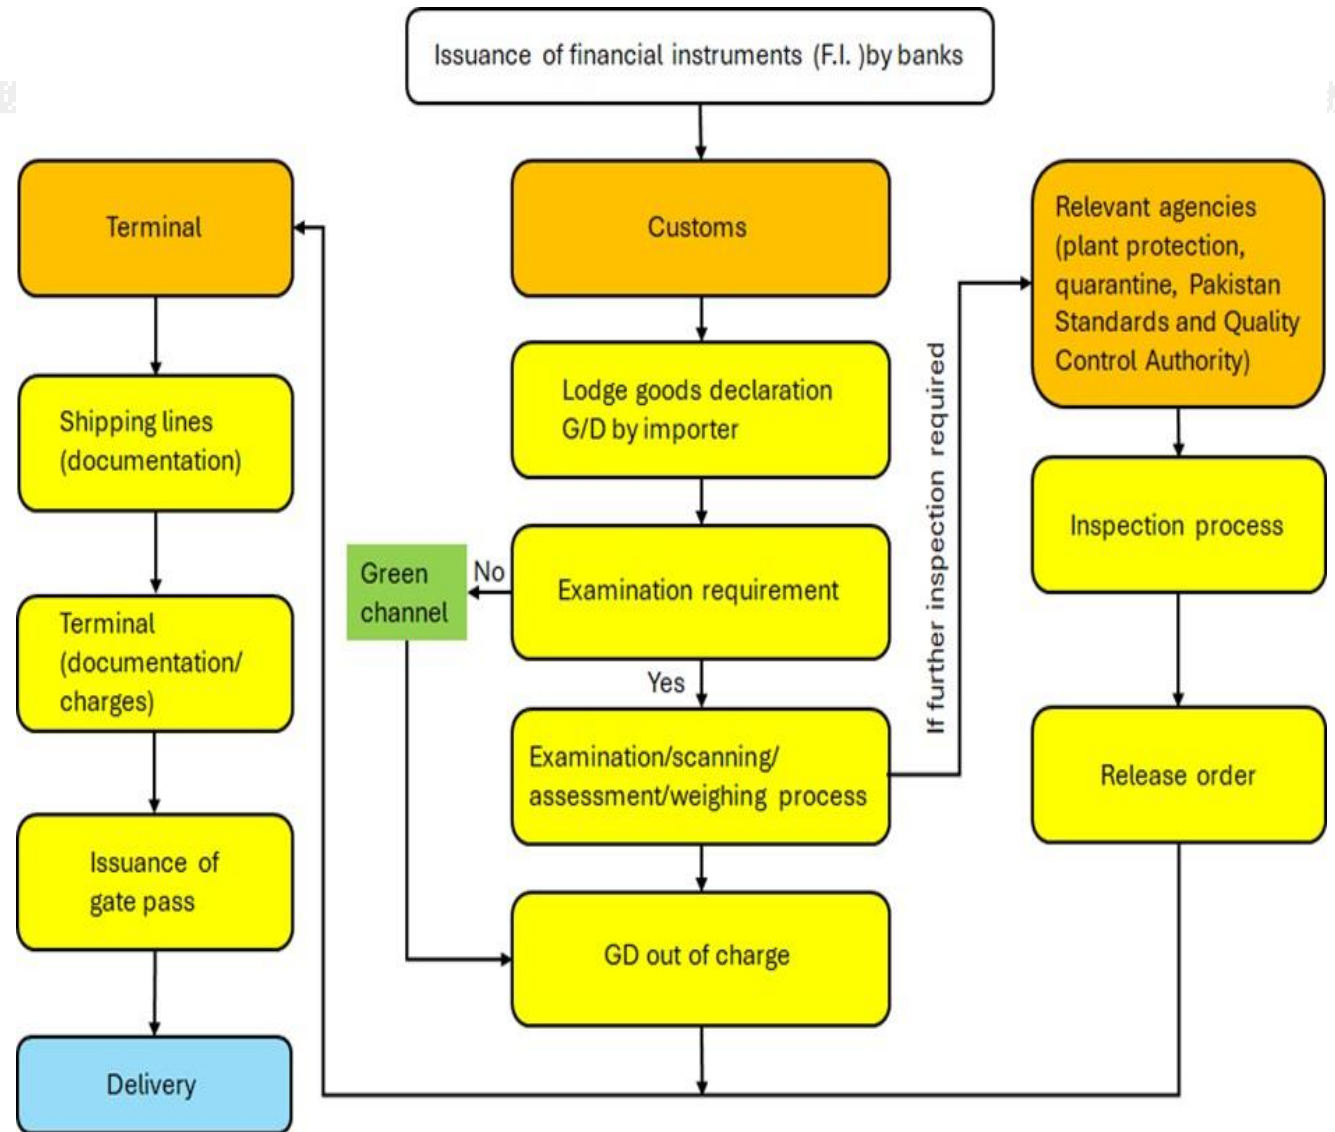 Issuance of financial instruments (F.I. )by banks
Terminal
Shipping lines
(documentation)
Terminal
(documentation/
charges)
Issuance of
gate pass
Delivery
Customs
Lodge goods declaration
G/D by importer
Examination requirement
No
Green
channel
Yes
Examination/scanning/
assessment/weighing process
GD out of charge
If further inspection required
Relevant agencies
(plant protection,
quarantine, Pakistan
Standards and Quality
Control Authority)
Inspection process
Release order